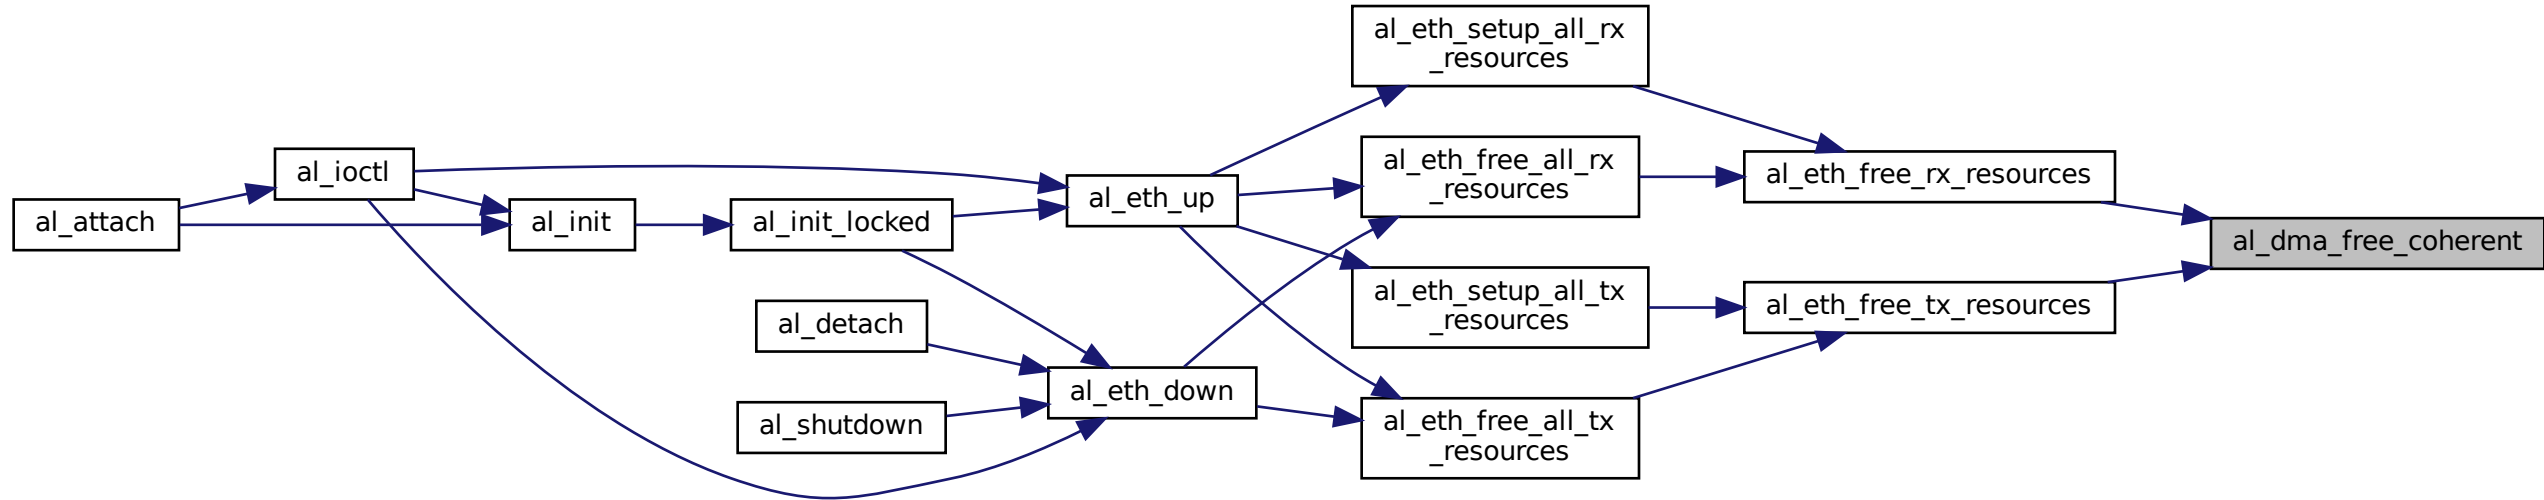 al_attach
al_ioctl
al_init
al_init_locked
al_detach
al_shutdown
al_eth_up
al_eth_down
al_eth_setup_all_rx
_resources
al_eth_free_all_rx
_resources
al_eth_setup_all_tx
_resources
al_eth_free_all_tx
_resources
al_eth_free_rx_resources
al_eth_free_tx_resources
al_dma_free_coherent